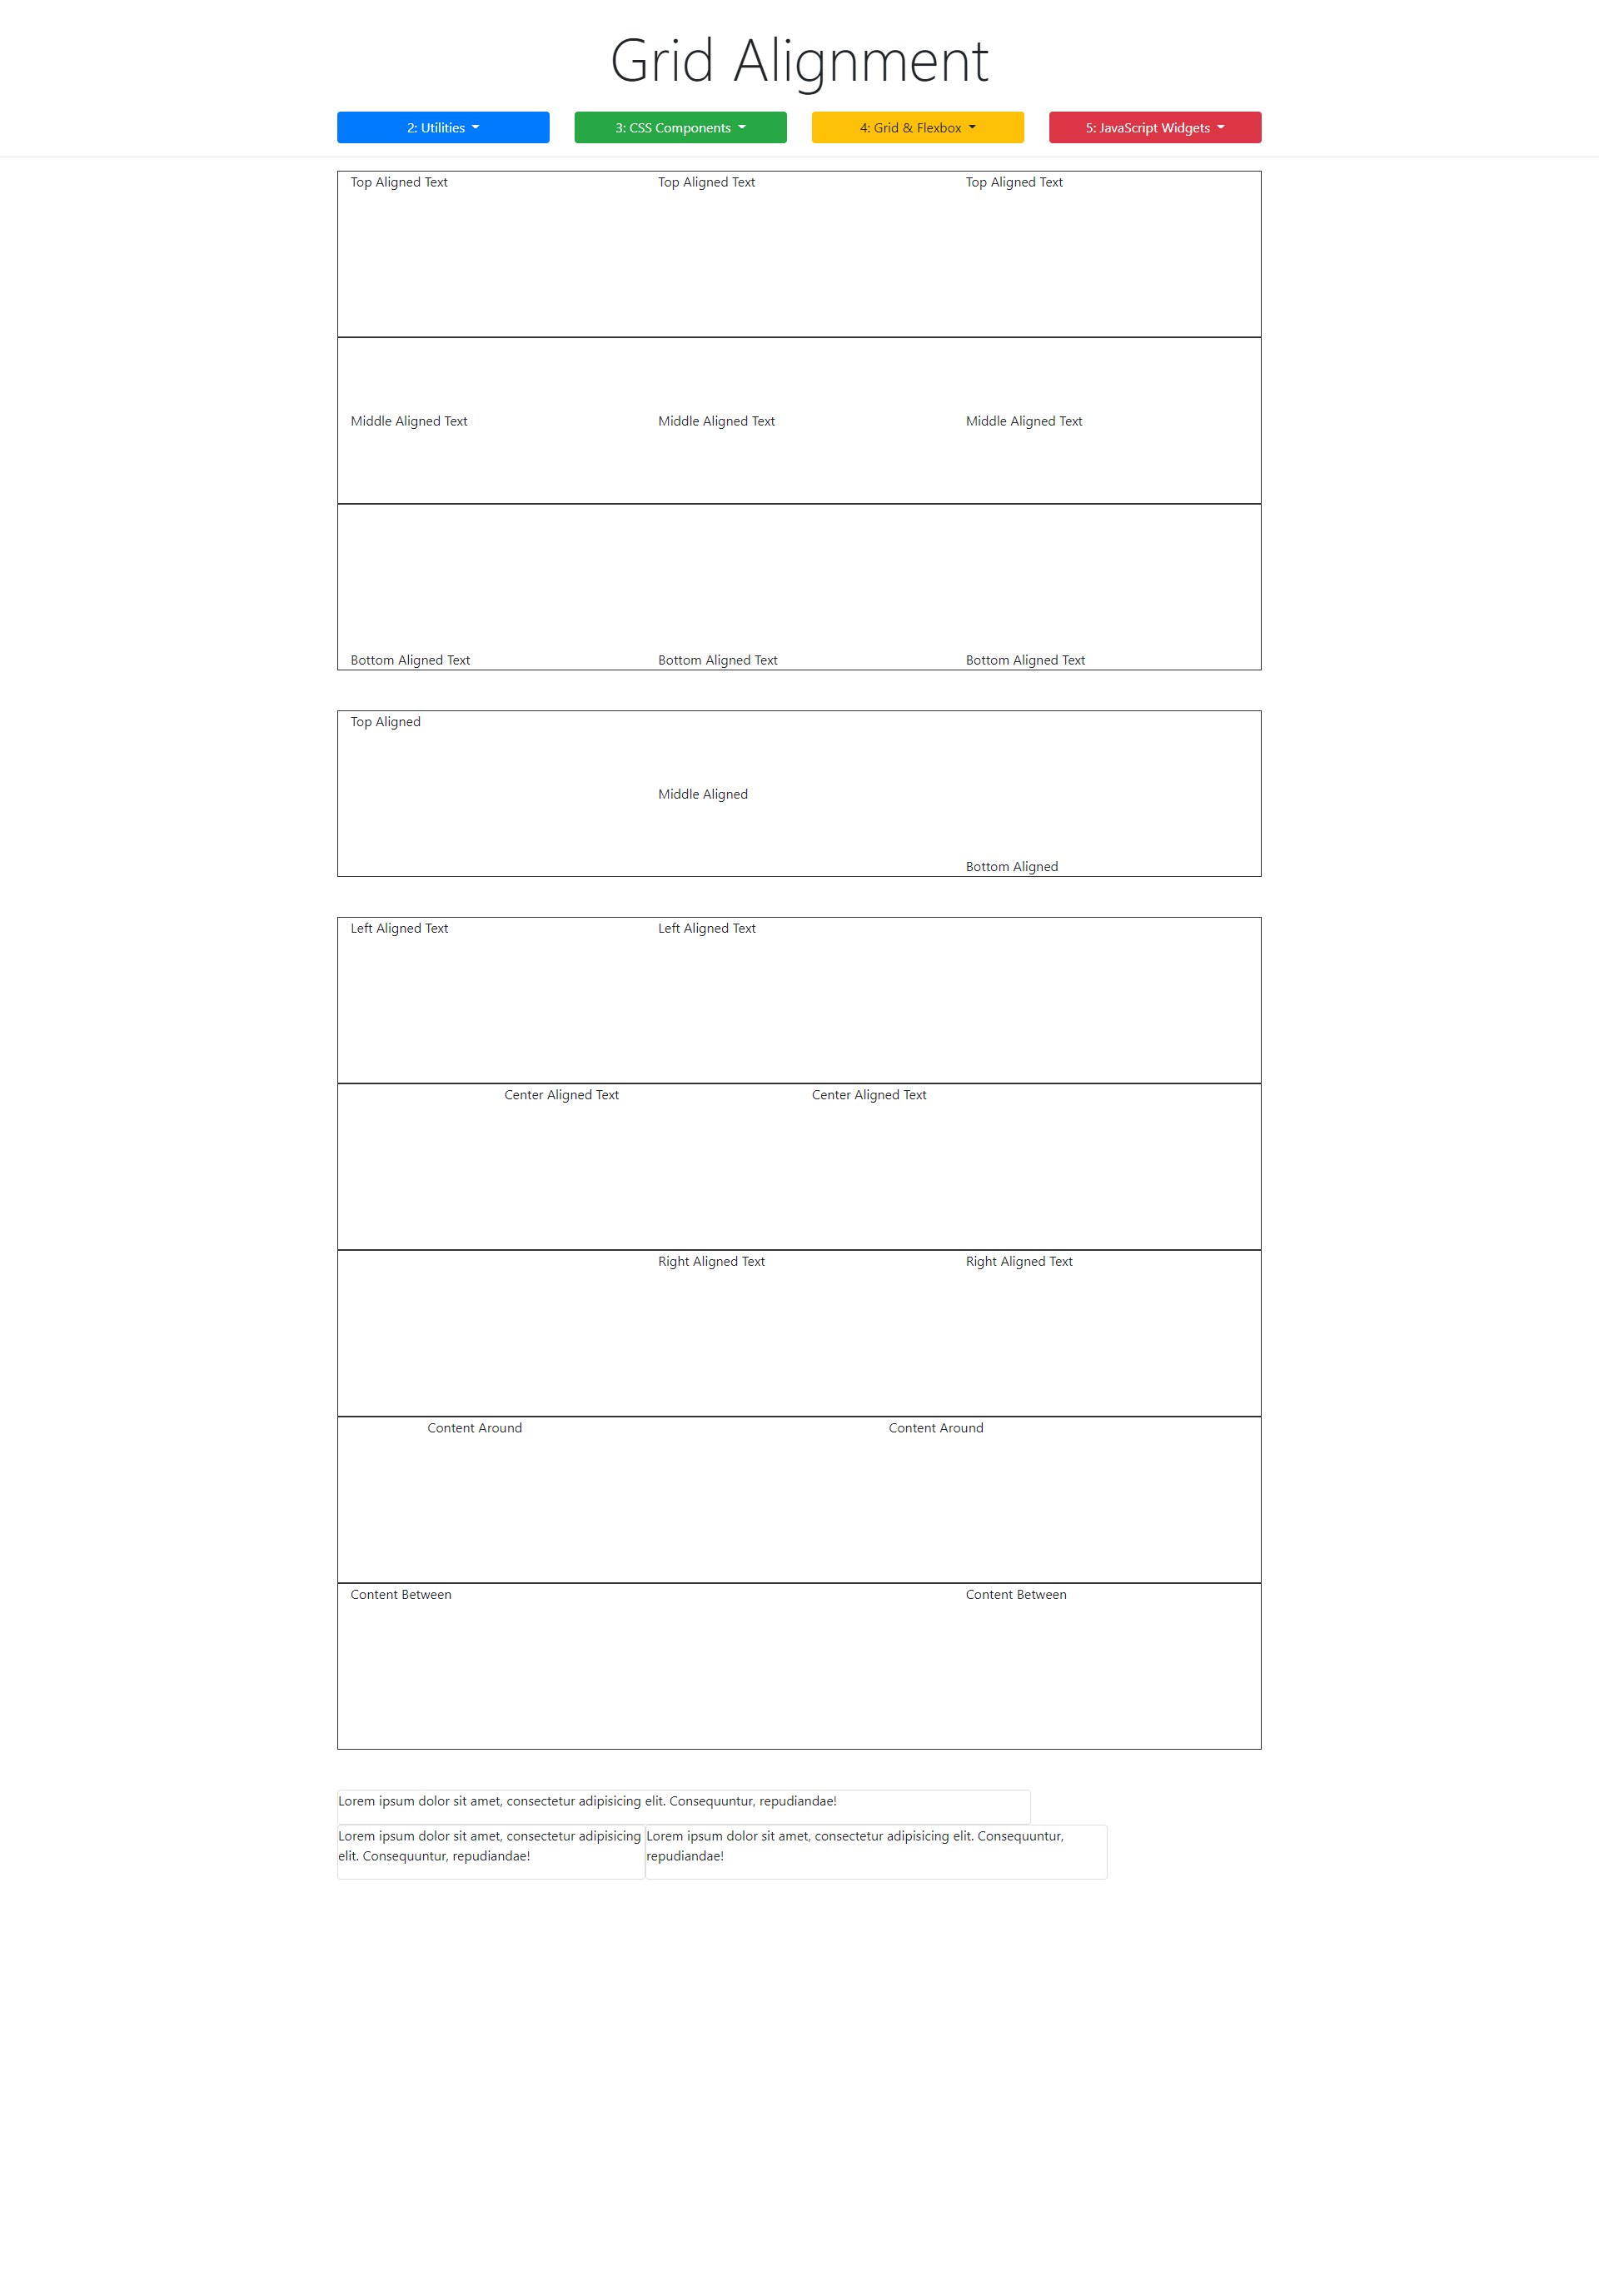 Grid Alignment
2: Utilities 3: CSS Components 4: Grid & Flexbox 5: JavaScript Widgets
Top Aligned Text Top Aligned Text Top Aligned Text
Middle Aligned Text Middle Aligned Text Middle Aligned Text
Bottom Aligned Text Bottom Aligned Text Bottom Aligned Text
Top Aligned
Middle Aligned
Bottom Aligned
Left Aligned Text Left Aligned Text
Center Aligned Text Center Aligned Text
Right Aligned Text Right Aligned Text
Content Around Content Around
Content Between Content Between
Lorem ipsum dolor sit amet, consectetur adipisicing elit. Consequuntur, repudiandae!
Lorem ipsum dolor sit amet, consectetur adipisicing
elit. Consequuntur, repudiandae!
Lorem ipsum dolor sit amet, consectetur adipisicing elit. Consequuntur,
repudiandae!